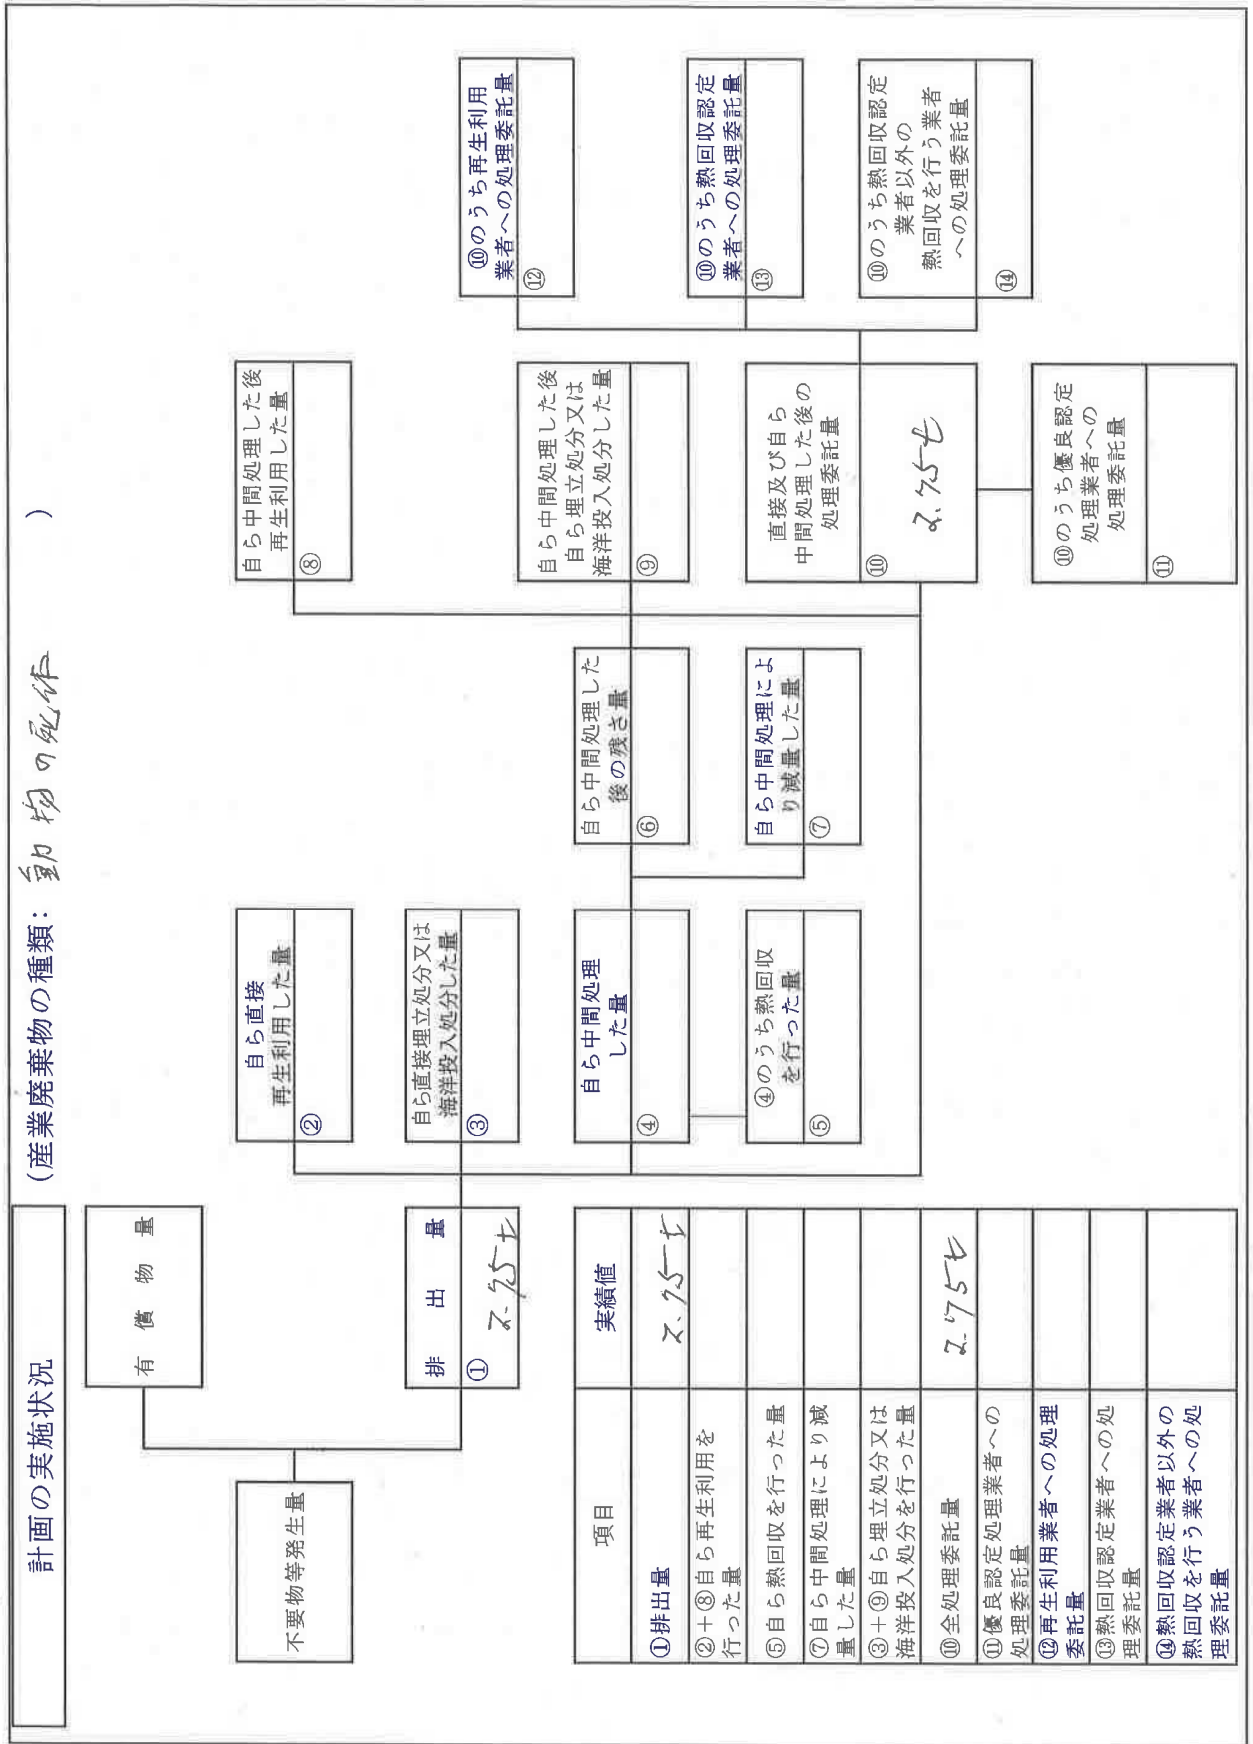 計画の実施状況
(産業廃棄物の種類: 動物の死体 )
有償物量
不要物等発生量
排出量
①
2.75t
自ら直接
再生利用した量
②
自ら直接埋立処分又は
海洋投入処分した量
③
自ら中間処理
した量
④
④のうち熱回収
を行った量
⑤
自ら中間処理した
後の残さ量
⑥
自ら中間処理によ
り減量した量
⑦
自ら中間処理した後
再生利用した量
⑧
自ら中間処理した後
自ら埋立処分又は
海洋投入処分した量
⑨
直接及び自ら
中間処理した後の
処理委託量
⑩
2.75t
⑩のうち優良認定
処理業者への
処理委託量
⑪
⑩のうち再生利用
業者への処理委託量
⑫
⑩のうち熱回収認定
業者への処理委託量
⑬
⑩のうち熱回収認定
業者以外の
熱回収を行う業者
への処理委託量
⑭
項目 実績値
①排出量 2.75t
②+⑧自ら再生利用を
行った量
⑤自ら熱回収を行った量
⑦自ら中間処理により減
量した量
③+⑨自ら埋立処分又は
海洋投入処分を行った量
⑩全処理委託量 2.75t
⑪優良認定処理業者への
処理委託量
⑫再生利用業者への処理
委託量
⑬熱回収認定業者への処
理委託量
⑭熱回収認定業者以外の
熱回収を行う業者への処
理委託量